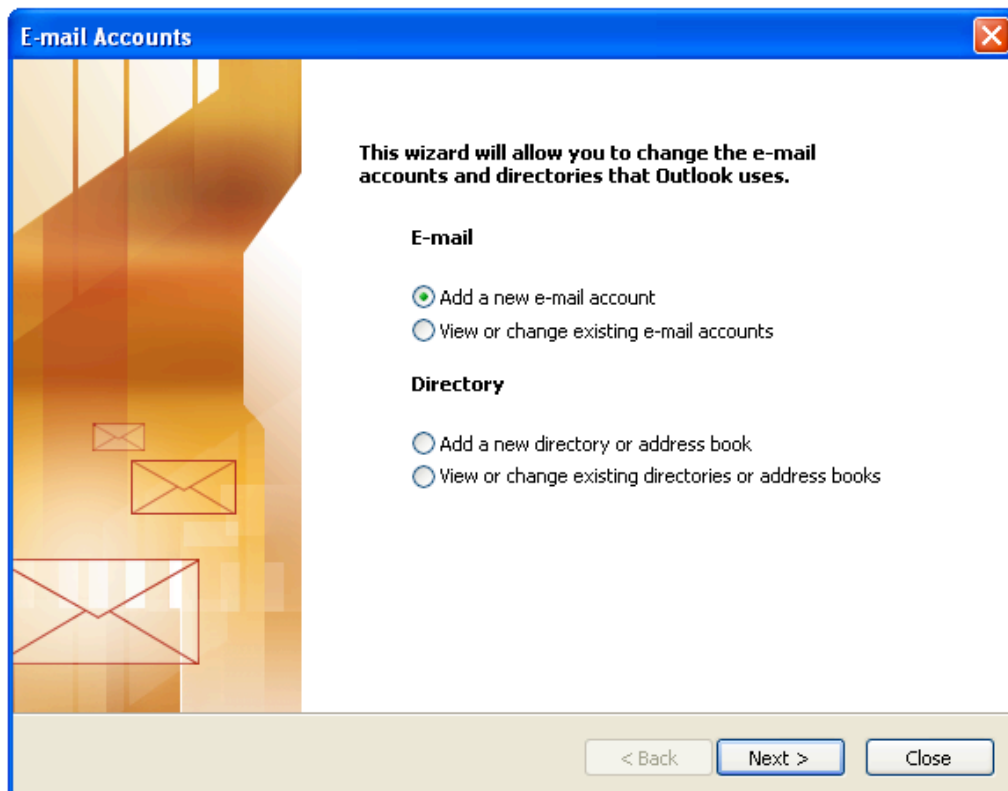 E-mail Accounts
This wizard will allow you to change the e-mail
accounts and directories that Outlook uses.
E-mail
Add a new e-mail account
View or change existing e-mail accounts
Directory
Add a new directory or address book
View or change existing directories or address books
< Back Next > Close